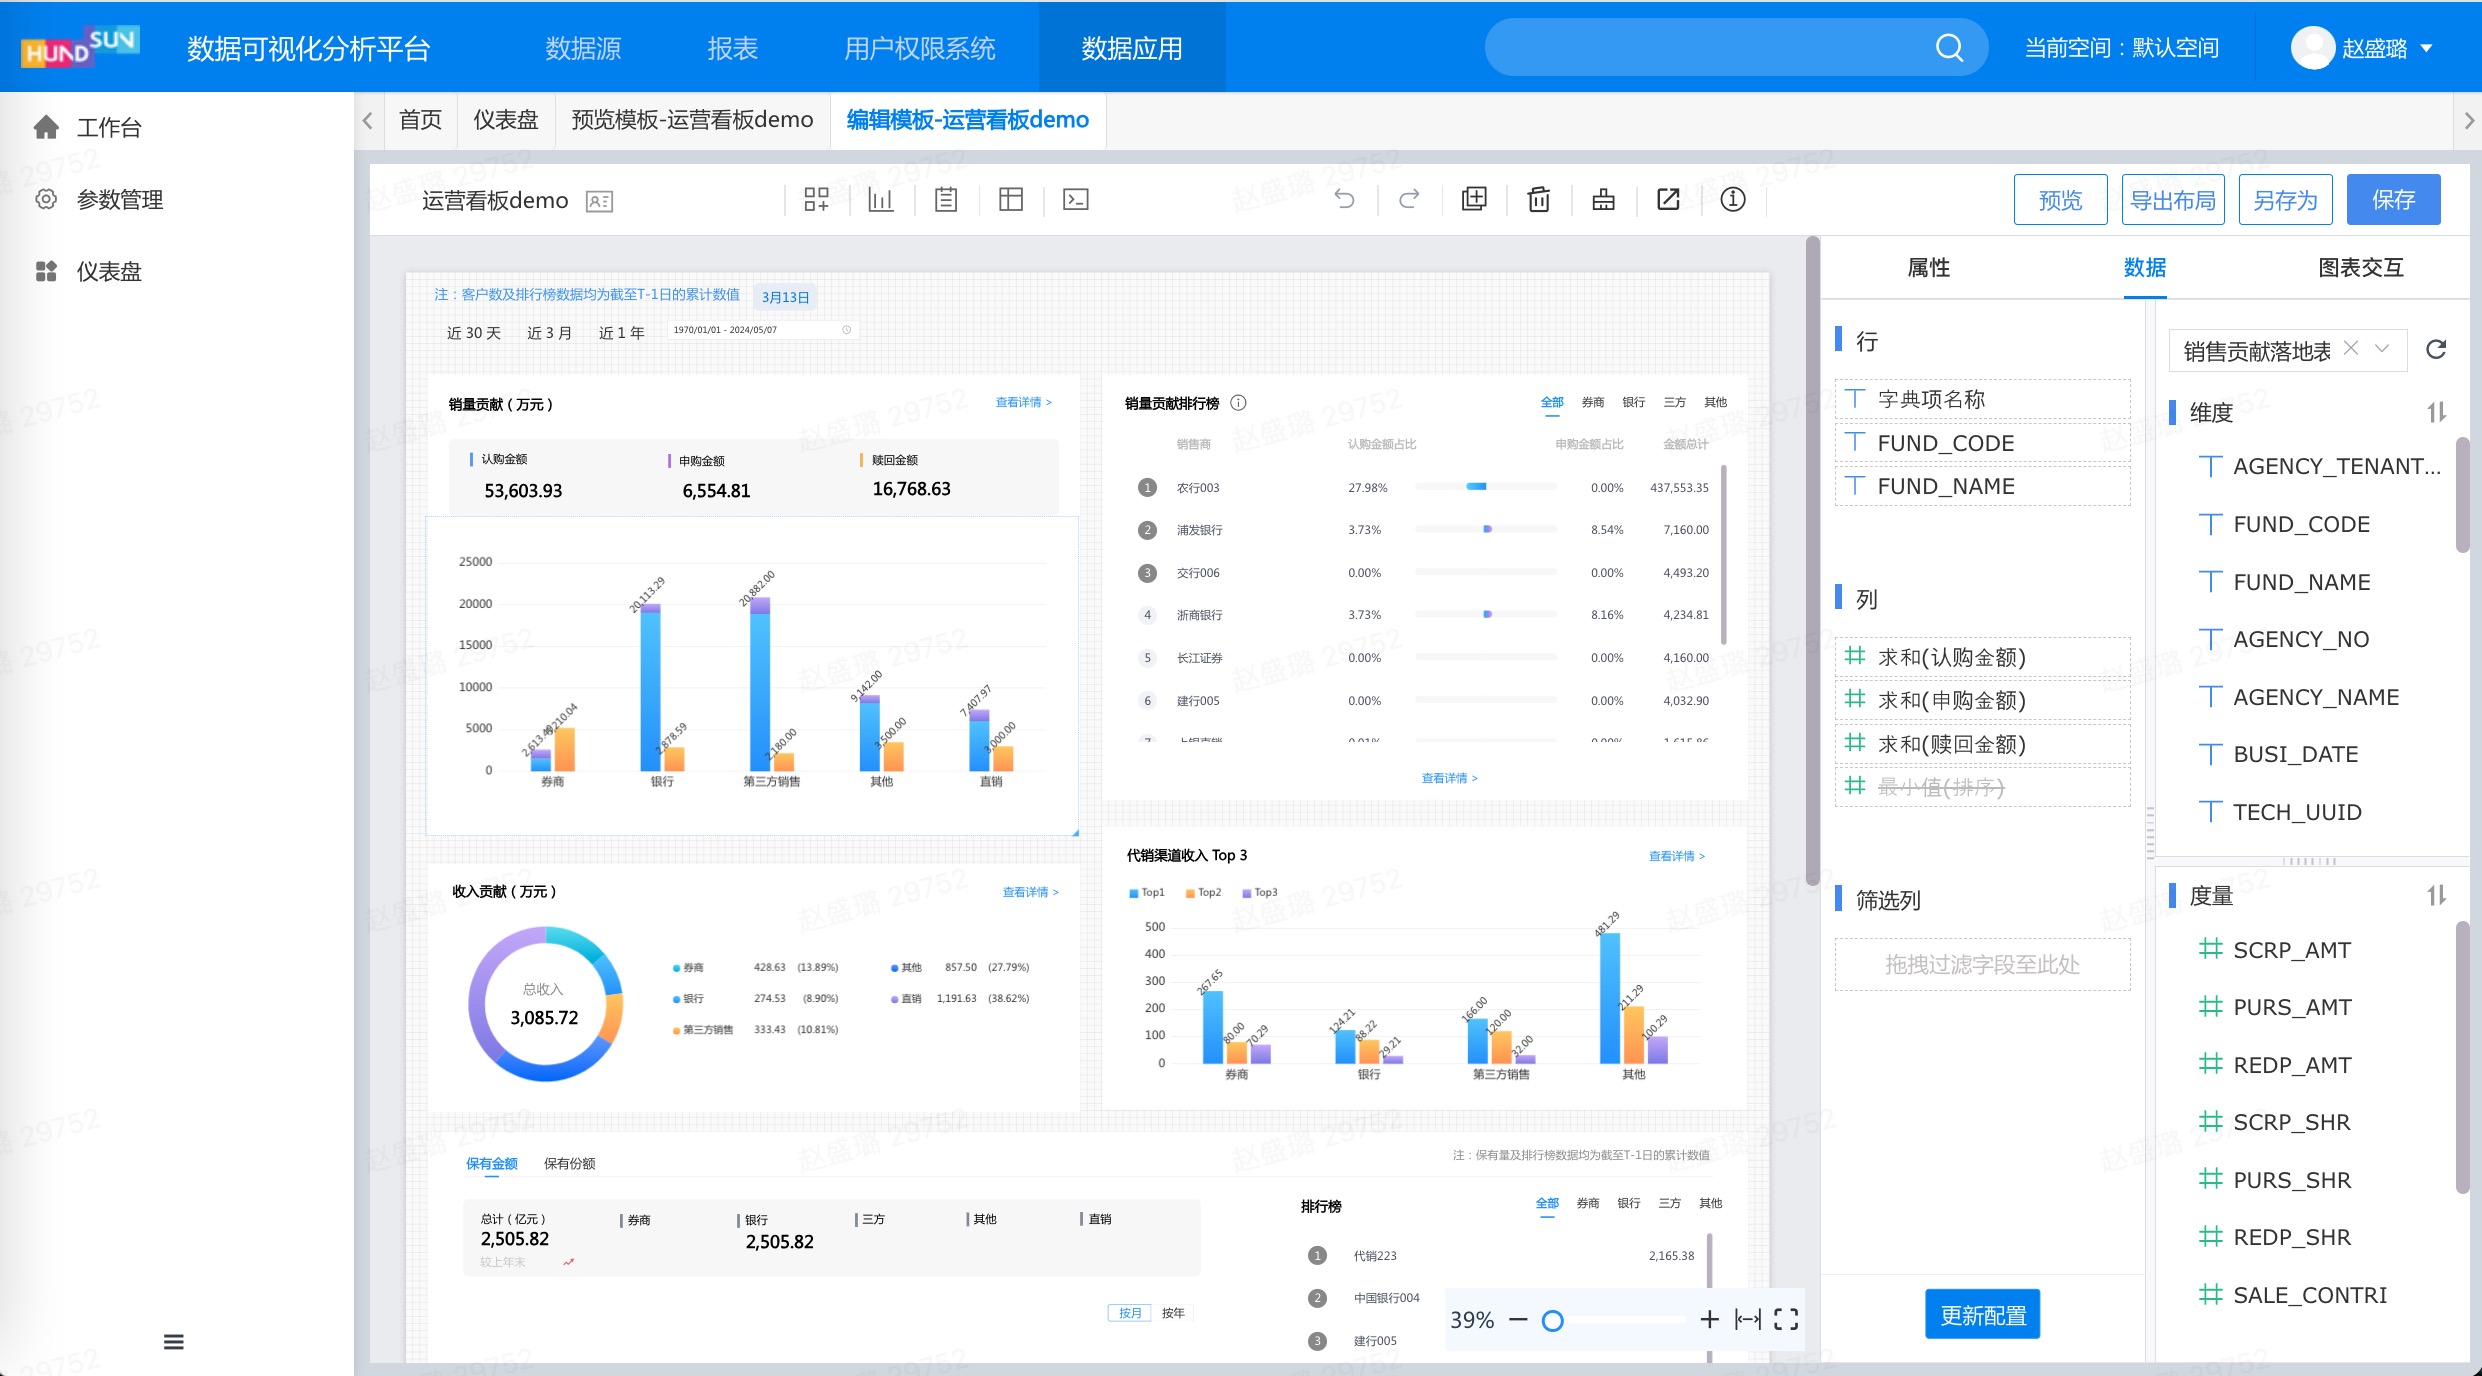 HUNDSUN 数据可视化分析平台 数据源 报表 用户权限系统 数据应用 当前空间：默认空间 赵盛璐
工作台
参数管理
仪表盘
首页 仪表盘 预览模板-运营看板demo 编辑模板-运营看板demo
运营看板demo 预览 导出布局 另存为 保存
注：客户数及排行榜数据均为截至T-1日的累计数值 3月13日
近 30 天 近 3 月 近 1 年 1970/01/01 - 2024/05/07
销量贡献（万元） 查看详情 >
认购金额 申购金额 赎回金额
53,603.93 6,554.81 16,768.63
25000
20000
15000
10000
5000
0
20,113.29 2,878.59 20,882.00 2,180.00 9,142.00 3,500.00 7,407.97 3,000.00
券商 银行 第三方销售 其他 直销
销量贡献排行榜 全部 券商 银行 三方 其他
销售商 认购金额占比 申购金额占比 金额总计
1 农行003 27.98% 0.00% 437,553.35
2 浦发银行 3.73% 8.54% 7,160.00
3 交行006 0.00% 0.00% 4,493.20
4 浙商银行 3.73% 8.16% 4,234.81
5 长江证券 0.00% 0.00% 4,160.00
6 建行005 0.00% 0.00% 4,032.90
查看详情 >
收入贡献（万元） 查看详情 >
总收入
3,085.72
券商 428.63 (13.89%) 其他 857.50 (27.79%)
银行 274.53 (8.90%) 直销 1,191.63 (38.62%)
第三方销售 333.43 (10.81%)
代销渠道收入 Top 3 查看详情 >
Top1 Top2 Top3
500
400
300
200
100
0
267.65 80.00 70.29 124.21 88.22 29.21 166.00 120.00 32.00 481.29 211.29 100.29
券商 银行 第三方销售 其他
保有金额 保有份额 注：保有量及排行榜数据均为截至T-1日的累计数值
总计（亿元） 券商 银行 三方 其他 直销
2,505.82 2,505.82
较上年末
按月 按年
排行榜 全部 券商 银行 三方 其他
1 代销223 2,165.38
2 中国银行004
3 建行005
39%
属性 数据 图表交互
行
字典项名称
FUND_CODE
FUND_NAME
列
求和(认购金额)
求和(申购金额)
求和(赎回金额)
最小值(排序)
筛选列
拖拽过滤字段至此处
更新配置
销售贡献落地表
维度
AGENCY_TENANT...
FUND_CODE
FUND_NAME
AGENCY_NO
AGENCY_NAME
BUSI_DATE
TECH_UUID
度量
SCRP_AMT
PURS_AMT
REDP_AMT
SCRP_SHR
PURS_SHR
REDP_SHR
SALE_CONTRI
赵盛璐 29752